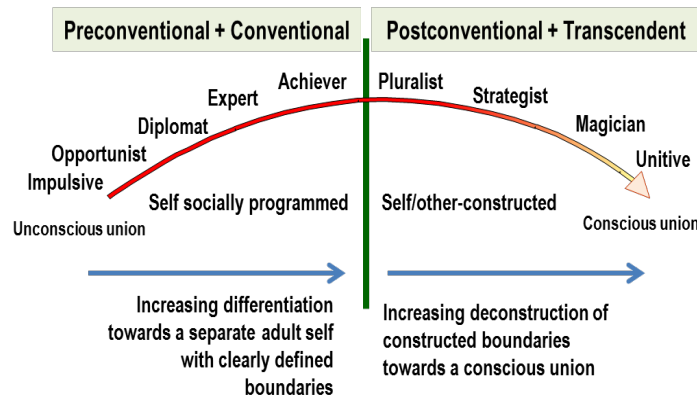 Preconventional + Conventional
Postconventional + Transcendent
Achiever
Pluralist
Expert
Strategist
Diplomat
Magician
Opportunist
Unitive
Impulsive
Self socially programmed
Self/other-constructed
Unconscious union
Conscious union
Increasing differentiation
towards a separate adult self
with clearly defined
boundaries
Increasing deconstruction of
constructed boundaries
towards a conscious union